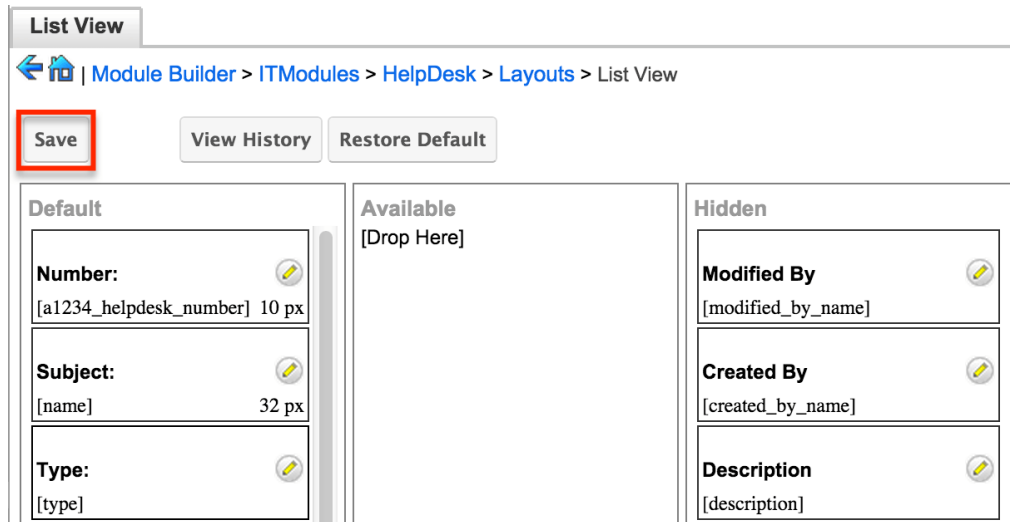 List View
| Module Builder > ITModules > HelpDesk > Layouts > List View
Save View History Restore Default
Default
Number:
[a1234_helpdesk_number] 10 px
Subject:
[name] 32 px
Type:
[type]
Available
[Drop Here]
Hidden
Modified By
[modified_by_name]
Created By
[created_by_name]
Description
[description]